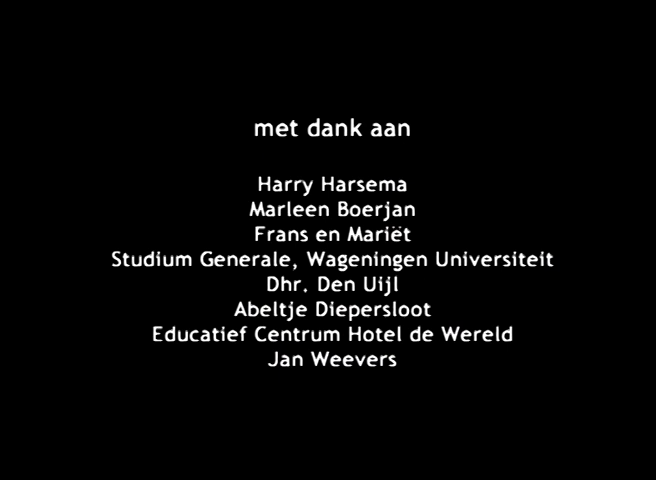 met dank aan
Harry Harsema
Marleen Boerjan
Frans en Mariët
Studium Generale, Wageningen Universiteit
Dhr. Den Uijl
Abeltje Diepersloot
Educatief Centrum Hotel de Wereld
Jan Weevers